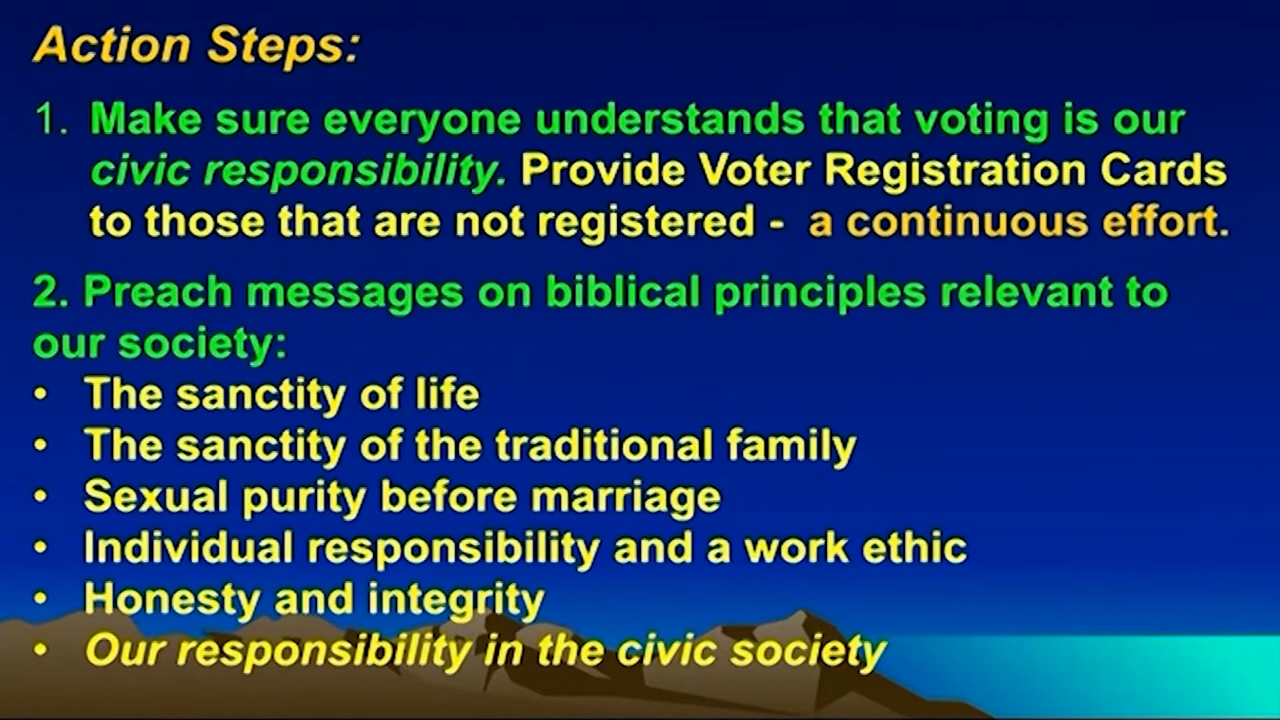 Action Steps:
1. Make sure everyone understands that voting is our
civic responsibility. Provide Voter Registration Cards
to those that are not registered - a continuous effort.
2. Preach messages on biblical principles relevant to
our society:
• The sanctity of life
• The sanctity of the traditional family
• Sexual purity before marriage
• Individual responsibility and a work ethic
• Honesty and integrity
• Our responsibility in the civic society